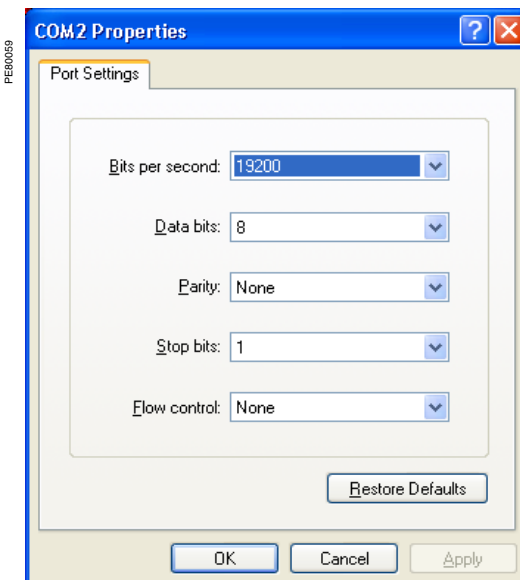 PE80059
COM2 Properties
Port Settings
Bits per second: 19200
Data bits: 8
Parity: None
Stop bits: 1
Flow control: None
Restore Defaults
OK Cancel Apply